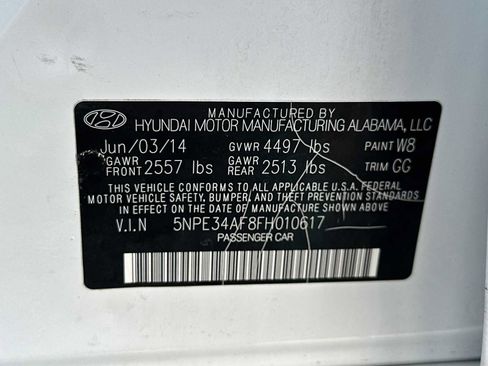 MANUFACTURED BY
HYUNDAI MOTOR MANUFACTURING ALABAMA, LLC
Jun/03/14 GVWR 4497 lbs PAINT W8
GAWR FRONT 2557 lbs GAWR REAR 2513 lbs TRIM GG
THIS VEHICLE CONFORMS TO ALL APPLICABLE U.S.A. FEDERAL
MOTOR VEHICLE SAFETY, BUMPER, AND THEFT PREVENTION STANDARDS
IN EFFECT ON THE DATE OF MANUFACTURE SHOWN ABOVE
V.I.N 5NPE34AF8FH010617
PASSENGER CAR